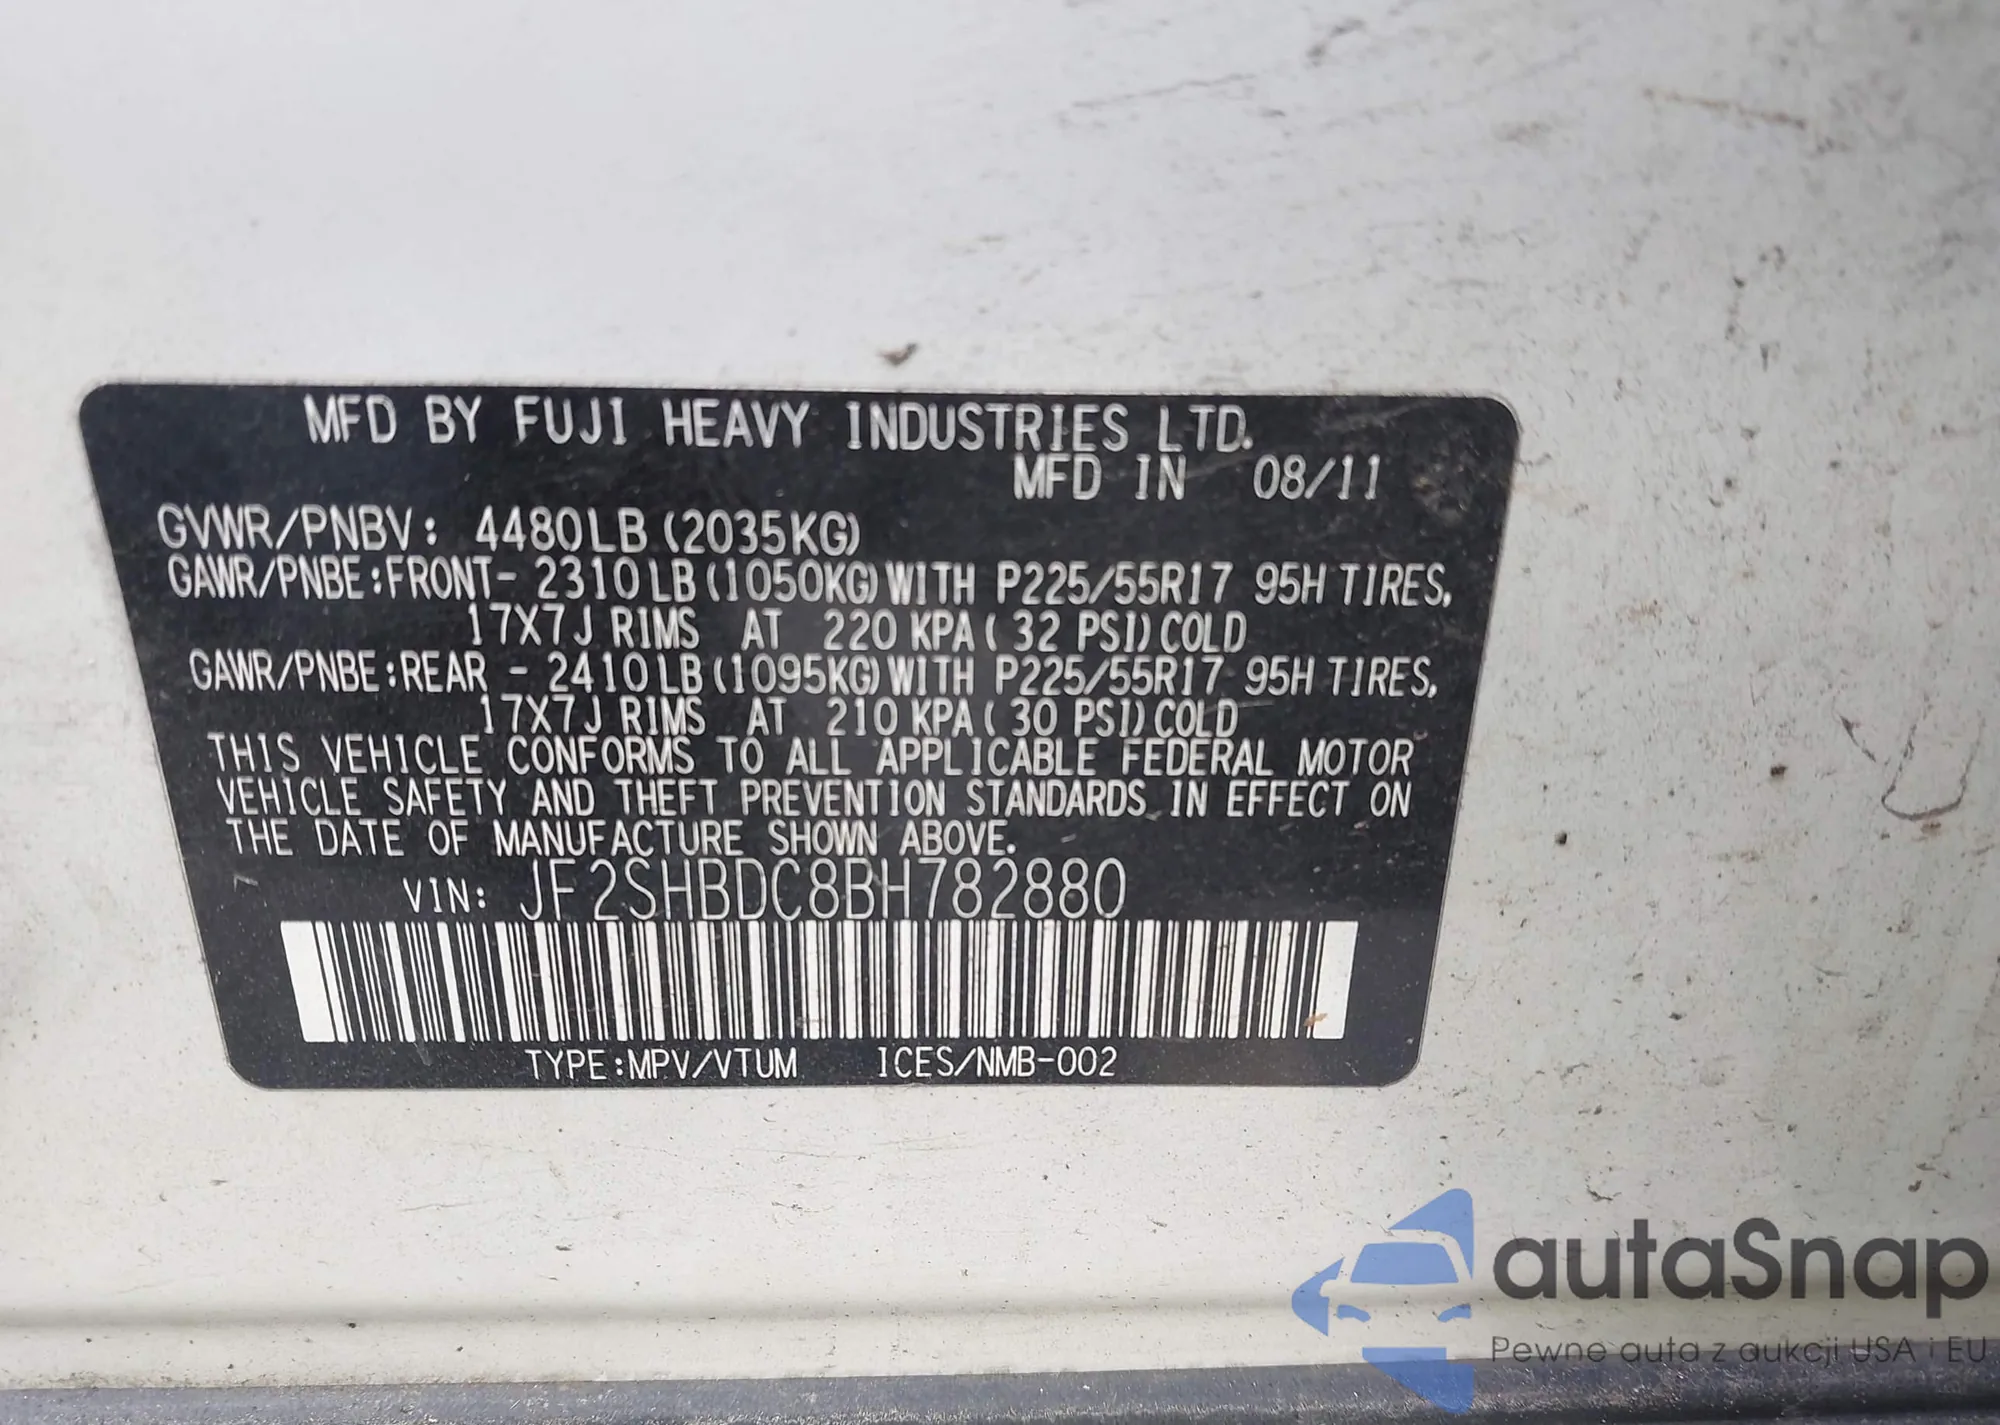 MFD BY FUJI HEAVY INDUSTRIES LTD.
MFD IN 08/11
GVWR/PNBV: 4480LB (2035KG)
GAWR/PNBE:FRONT- 2310LB (1050KG) WITH P225/55R17 95H TIRES,
17X7J RIMS AT 220 KPA ( 32 PSI) COLD
GAWR/PNBE:REAR - 2410LB (1095KG) WITH P225/55R17 95H TIRES,
17X7J RIMS AT 210 KPA ( 30 PSI) COLD
THIS VEHICLE CONFORMS TO ALL APPLICABLE FEDERAL MOTOR
VEHICLE SAFETY AND THEFT PREVENTION STANDARDS IN EFFECT ON
THE DATE OF MANUFACTURE SHOWN ABOVE.
VIN: JF2SHBDC8BH782880
TYPE:MPV/VTUM ICES/NMB-002
autaSnap
Pewne auta z aukcji USA i EU